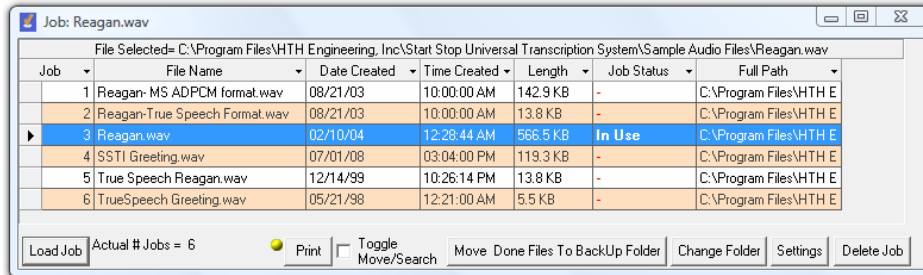 Job: Reagan.wav
File Selected= C:\Program Files\HTH Engineering, Inc\Start Stop Universal Transcription System\Sample Audio Files\Reagan.wav
Job File Name Date Created Time Created Length Job Status Full Path
1 Reagan- MS ADPCM format.wav 08/21/03 10:00:00 AM 142.9 KB - C:\Program Files\HTH E
2 Reagan-True Speech Format.wav 08/21/03 10:00:00 AM 13.8 KB - C:\Program Files\HTH E
3 Reagan.wav 02/10/04 12:28:44 AM 566.5 KB In Use C:\Program Files\HTH E
4 SSTI Greeting.wav 07/01/08 03:04:00 PM 119.3 KB - C:\Program Files\HTH E
5 True Speech Reagan.wav 12/14/99 10:26:14 PM 13.8 KB - C:\Program Files\HTH E
6 TrueSpeech Greeting.wav 05/21/98 12:21:00 AM 5.5 KB - C:\Program Files\HTH E
Load Job Actual # Jobs = 6 Print Toggle Move/Search Move Done Files To BackUp Folder Change Folder Settings Delete Job